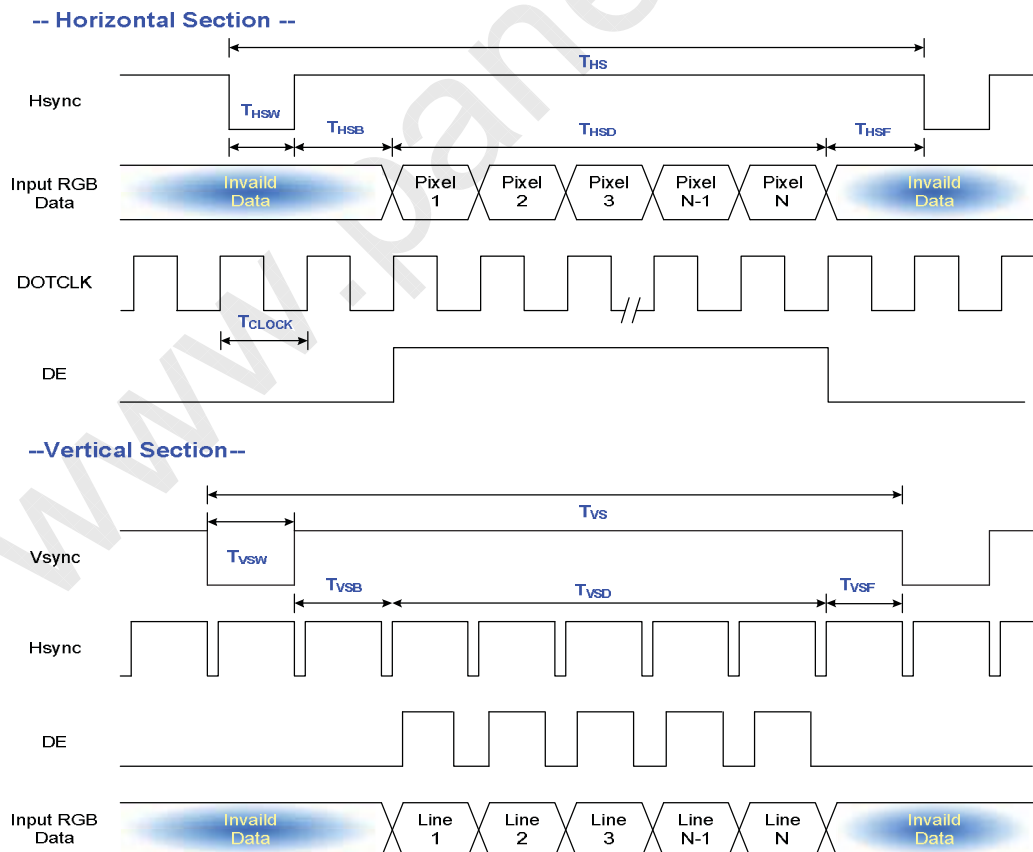 -- Horizontal Section --
THS
Hsync
THSW
THSB
THSD
THSF
Input RGB
Data
Invaild
Data
Pixel
1
Pixel
2
Pixel
3
Pixel
N-1
Pixel
N
Invaild
Data
DOTCLK
TCLOCK
DE
--Vertical Section--
TVS
Vsync
TVSW
TVSB
TVSD
TVSF
Hsync
DE
Input RGB
Data
Invaild
Data
Line
1
Line
2
Line
3
Line
N-1
Line
N
Invaild
Data
www.pane